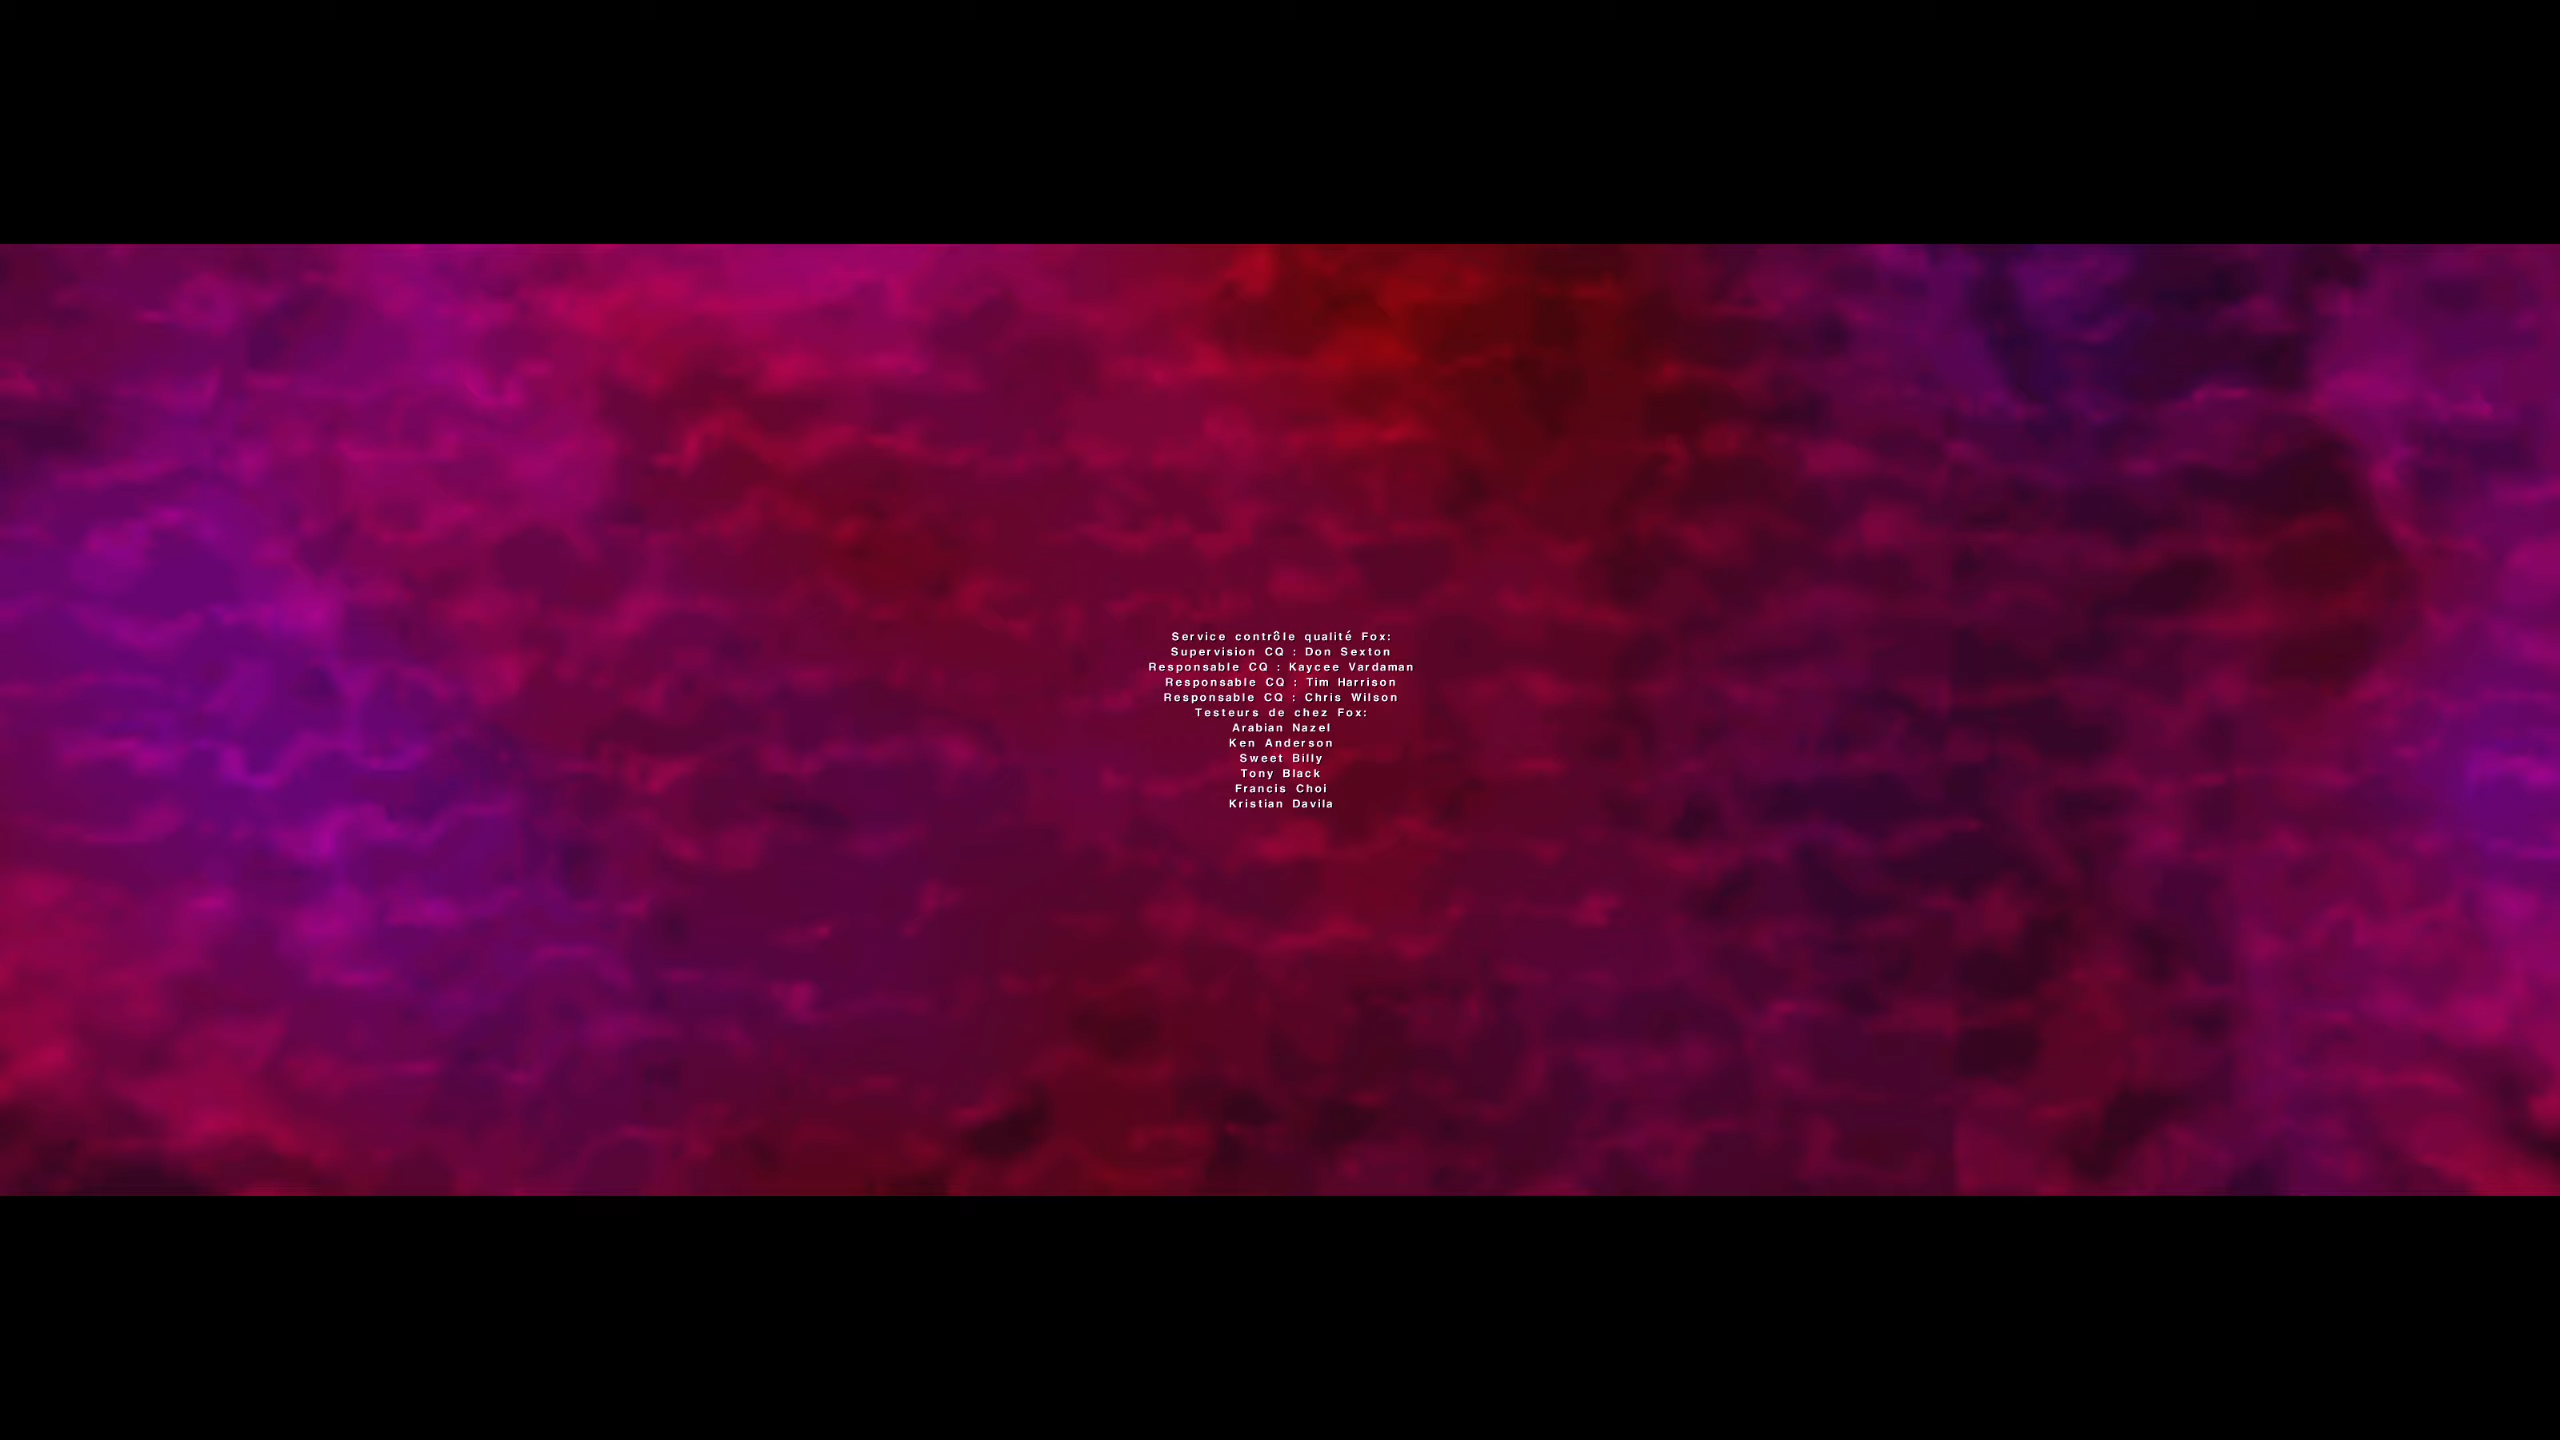 Service contrôle qualité Fox:
Supervision CQ : Don Sexton
Responsable CQ : Kaycee Vardaman
Responsable CQ : Tim Harrison
Responsable CQ : Chris Wilson
Testeurs de chez Fox:
Arabian Nazel
Ken Anderson
Sweet Billy
Tony Black
Francis Choi
Kristian Davila